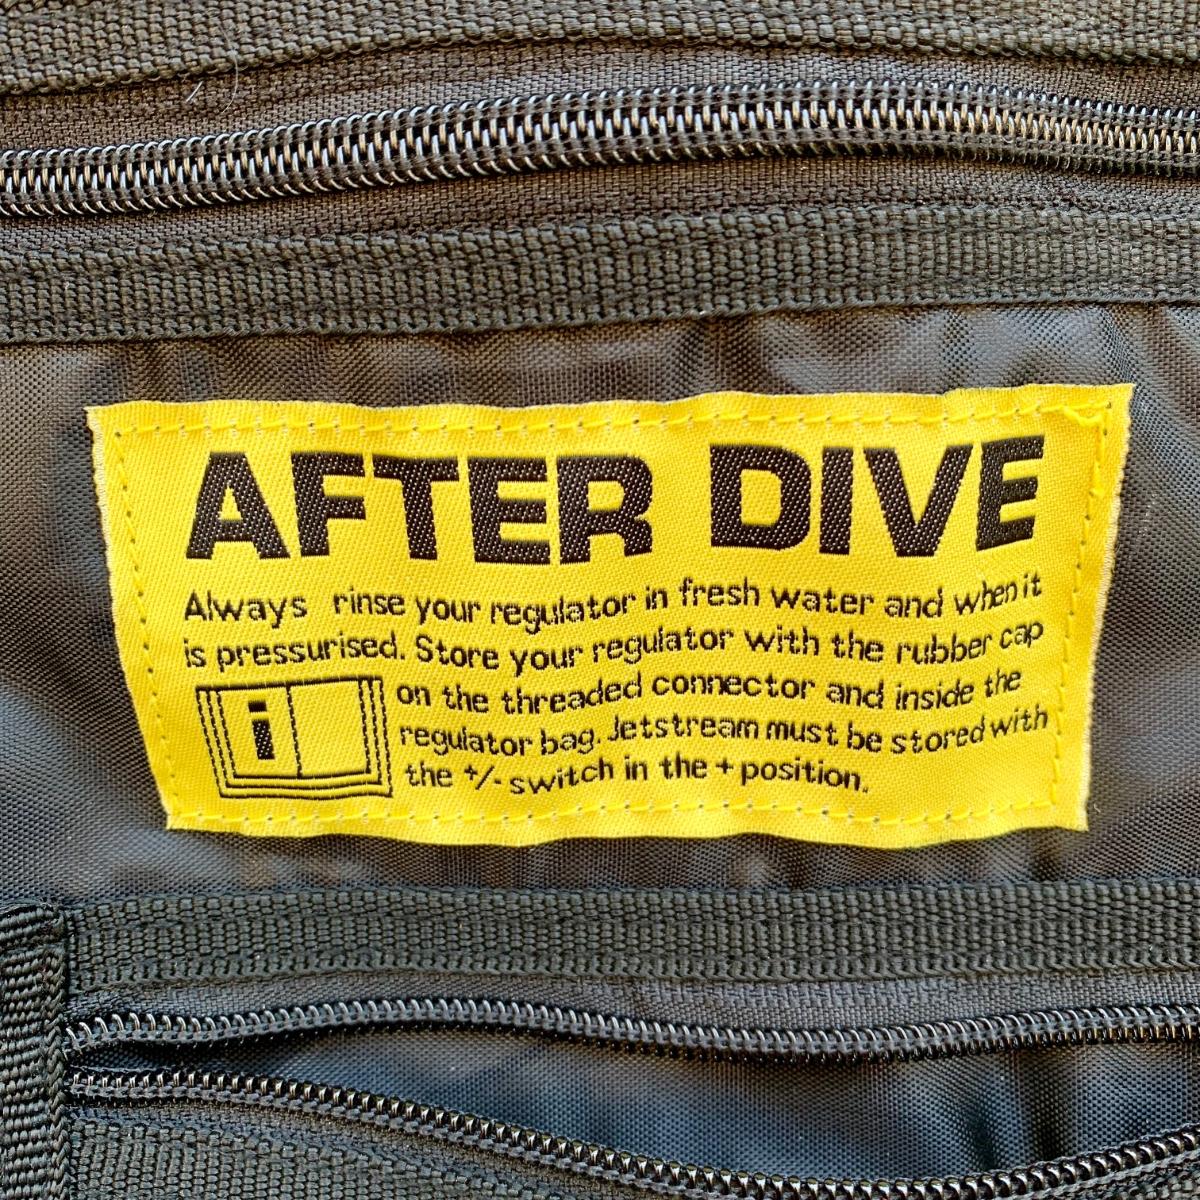 AFTER DIVE
Always rinse your regulator in fresh water and when it
is pressurised. Store your regulator with the rubber cap
on the threaded connector and inside the
regulator bag. Jetstream must be stored with
the +/- switch in the + position.
i